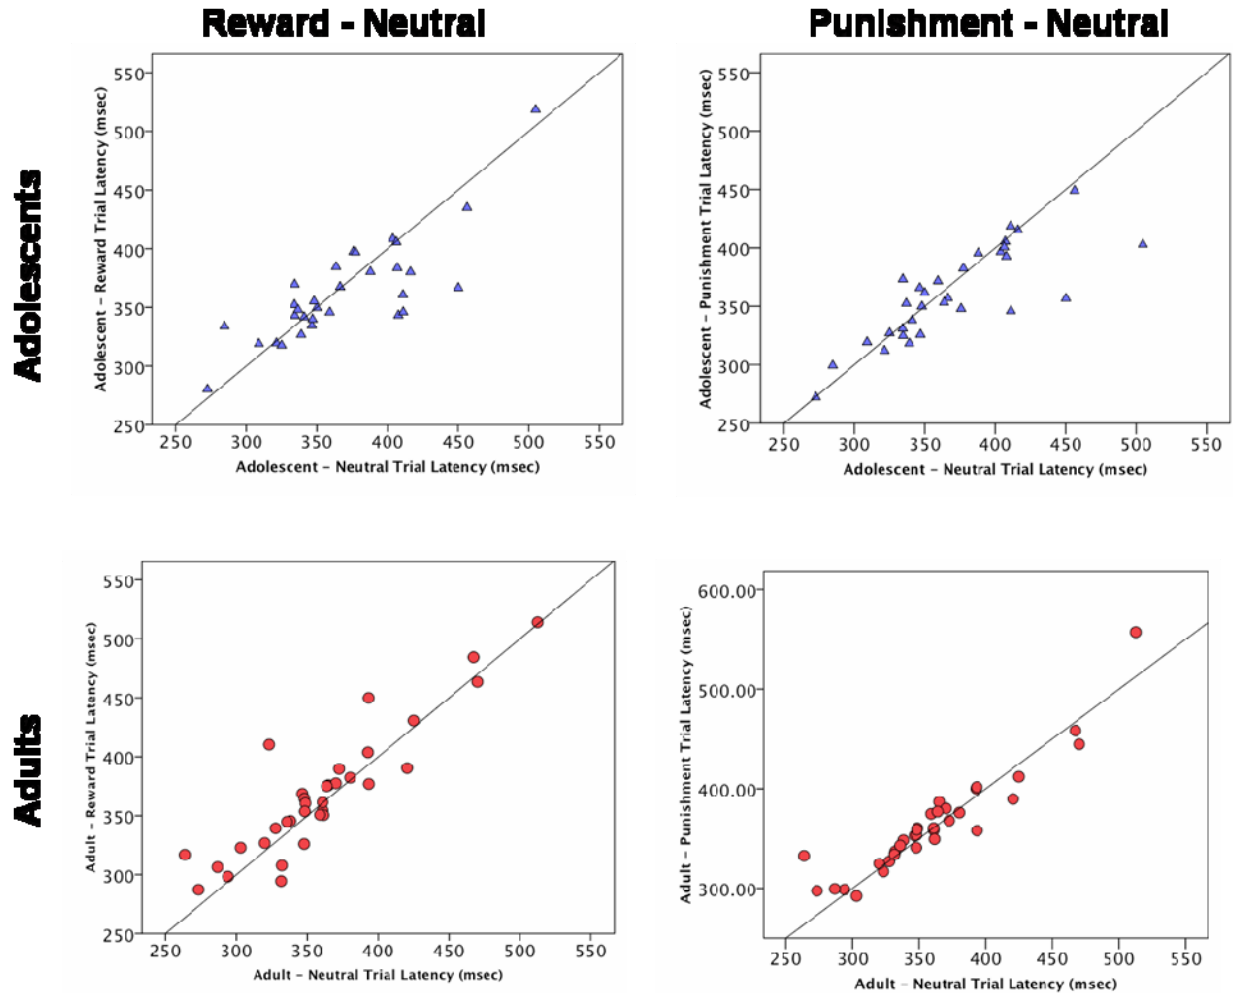 Reward - Neutral
Punishment - Neutral
Adolescents
Adolescent – Reward Trial Latency (msec)
550
500
450
400
350
300
250
250 300 350 400 450 500 550
Adolescent – Neutral Trial Latency (msec)
Adolescent – Punishment Trial Latency (msec)
550
500
450
400
350
300
250
250 300 350 400 450 500 550
Adolescent – Neutral Trial Latency (msec)
Adults
Adult – Reward Trial Latency (msec)
550
500
450
400
350
300
250
250 300 350 400 450 500 550
Adult – Neutral Trial Latency (msec)
Adult – Punishment Trial Latency (msec)
600.00
500.00
400.00
300.00
250 300 350 400 450 500 550
Adult – Neutral Trial Latency (msec)